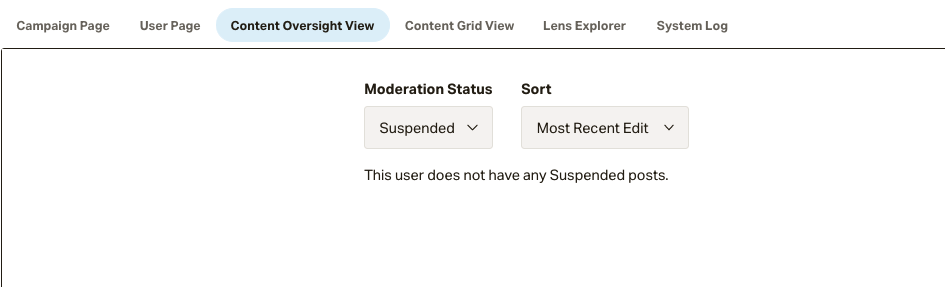 Campaign Page User Page Content Oversight View Content Grid View Lens Explorer System Log
Moderation Status Sort
Suspended Most Recent Edit
This user does not have any Suspended posts.